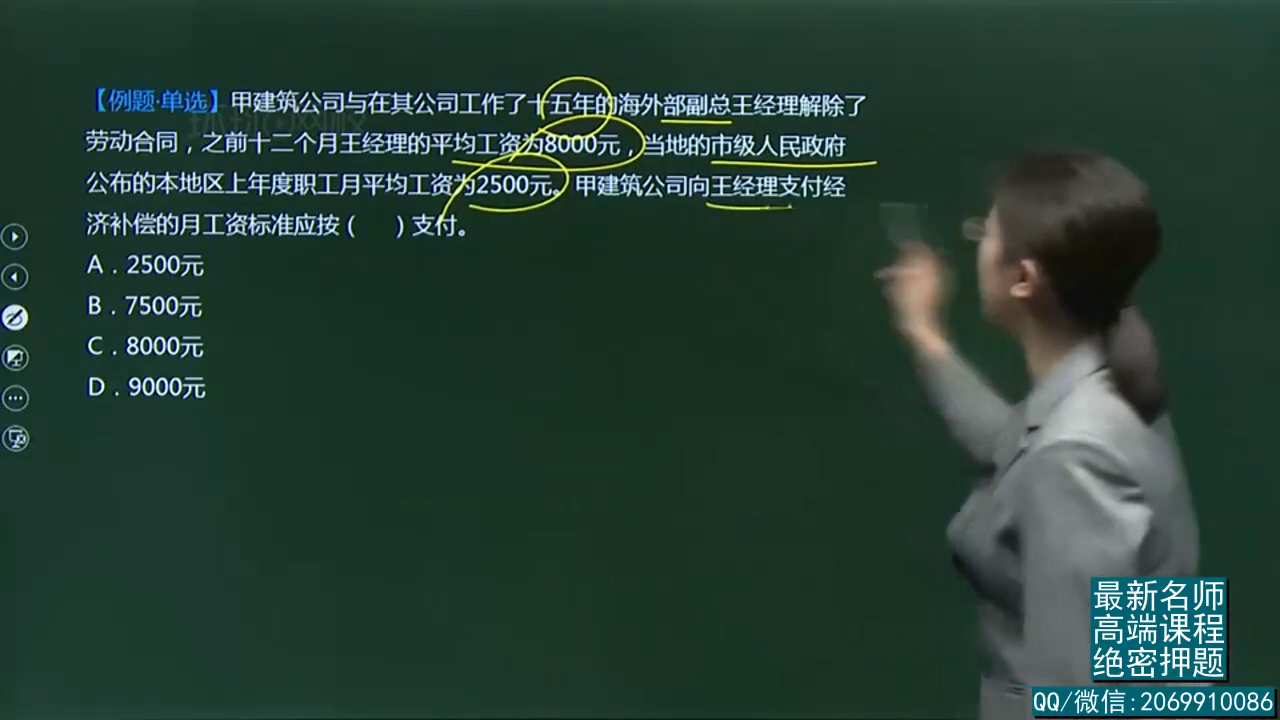 【例题·单选】甲建筑公司与在其公司工作了十五年的海外部副总王经理解除了
劳动合同，之前十二个月王经理的平均工资为8000元，当地的市级人民政府
公布的本地区上年度职工月平均工资为2500元。甲建筑公司向王经理支付经
济补偿的月工资标准应按（ ）支付。
A．2500元
B．7500元
C．8000元
D．9000元
最新名师
高端课程
绝密押题
QQ/微信:2069910086